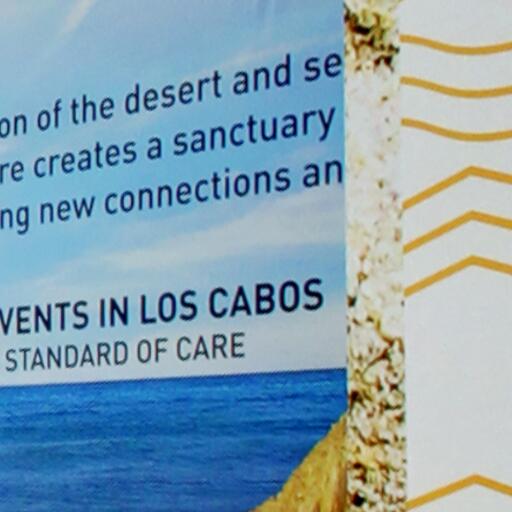 on of the desert and se
re creates a sanctuary
ng new connections an
VENTS IN LOS CABOS
STANDARD OF CARE